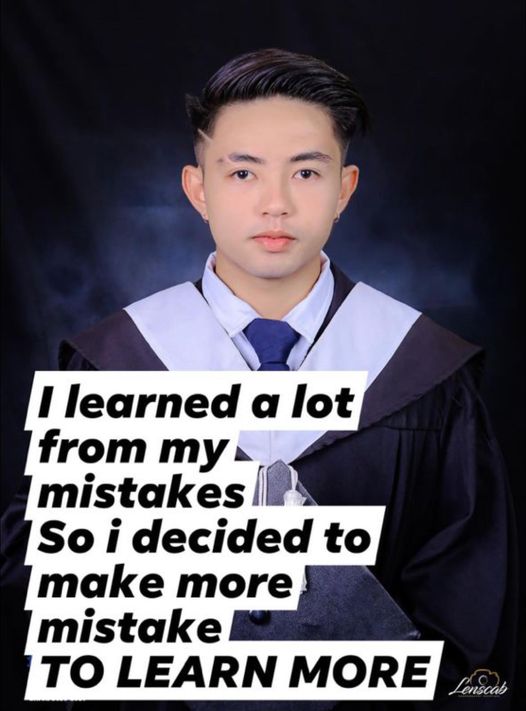 I learned a lot
from my
mistakes
So i decided to
make more
mistake
TO LEARN MORE
Lenscab